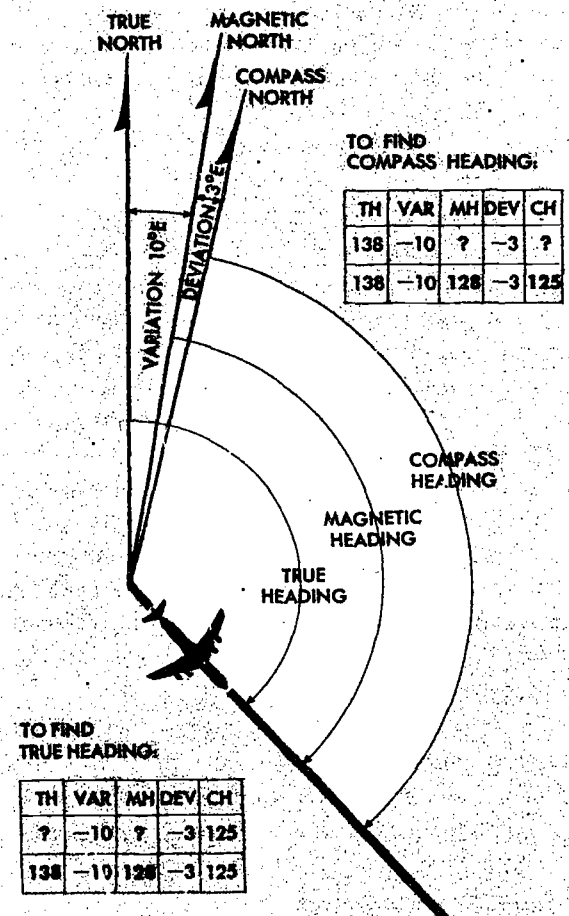 TRUE
NORTH
MAGNETIC
NORTH
COMPASS
NORTH
VARIATION 10°E
DEVIATION 3°E
TO FIND
COMPASS HEADING:
TH VAR MH DEV CH
138 —10 ? —3 ?
138 —10 128 —3 125
COMPASS
HEADING
MAGNETIC
HEADING
TRUE
HEADING
TO FIND
TRUE HEADING:
TH VAR MH DEV CH
? —10 ? —3 125
138 —10 128 —3 125